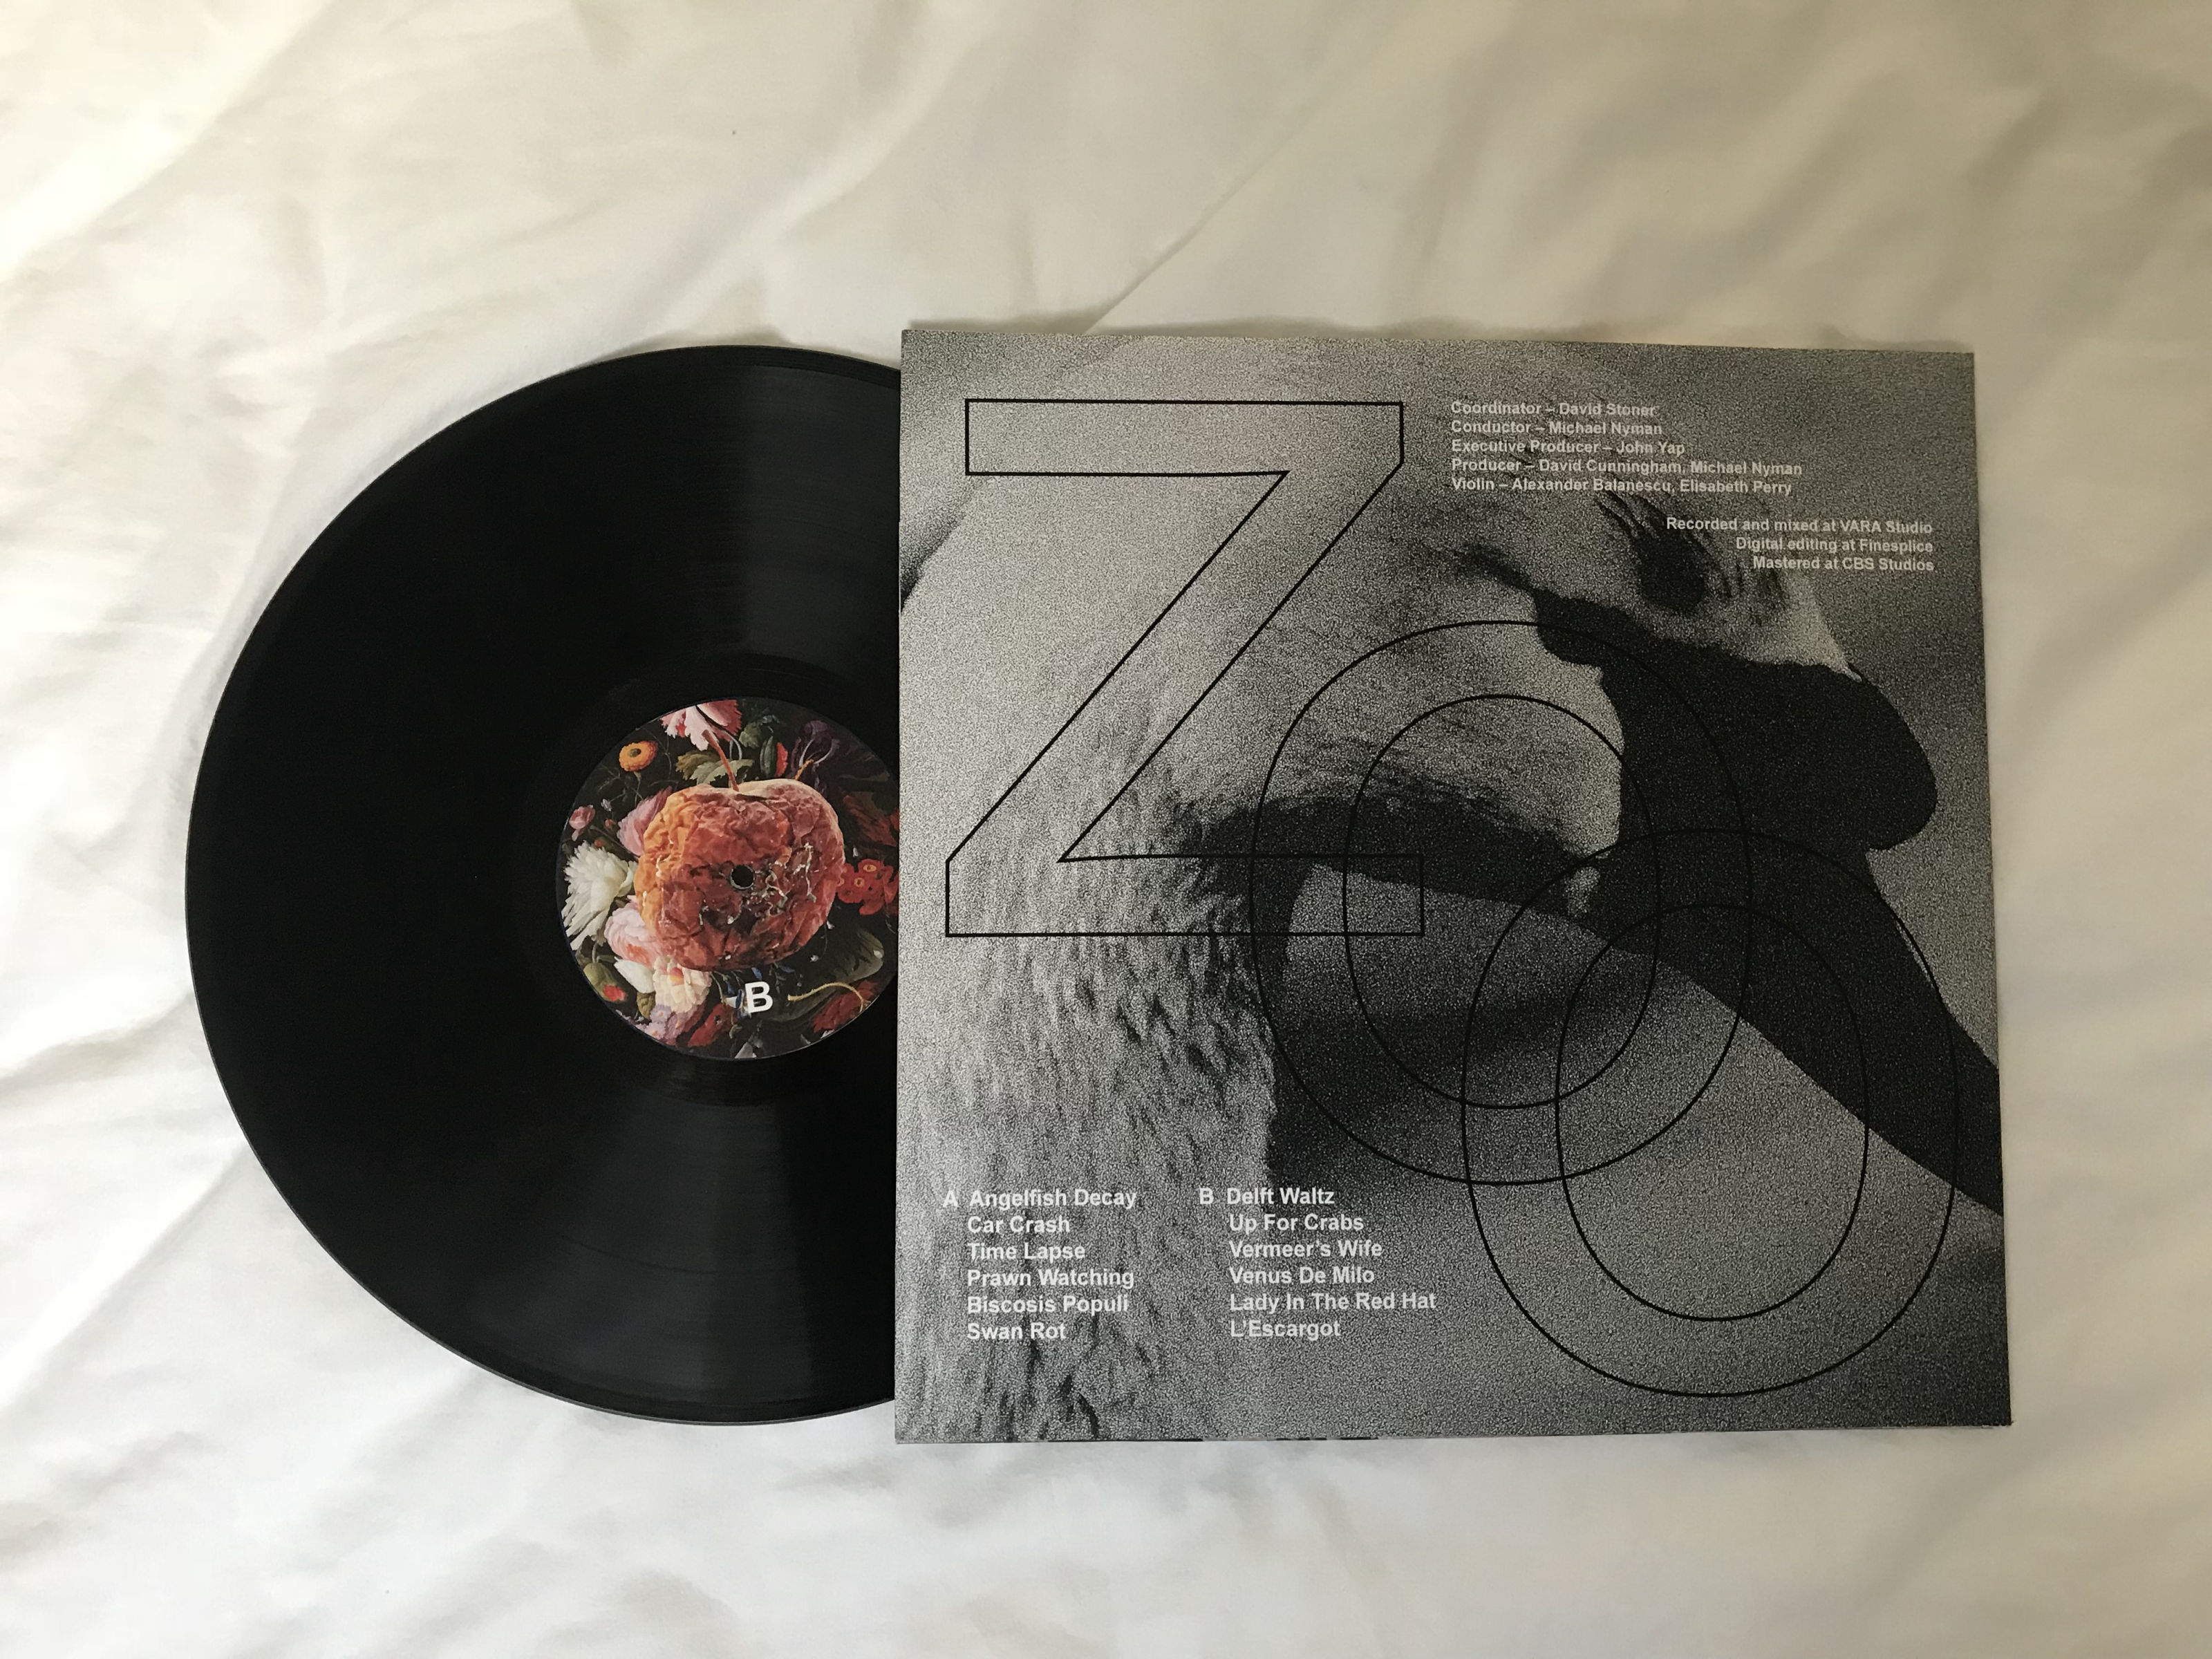 ZOO
Coordinator – David Stoner
Conductor – Michael Nyman
Executive Producer – John Yap
Producer – David Cunningham, Michael Nyman
Violin – Alexander Balanescu, Elisabeth Perry
Recorded and mixed at VARA Studio
Digital editing at Finesplice
Mastered at CBS Studios
B
A Angelfish Decay
Car Crash
Time Lapse
Prawn Watching
Biscosis Populi
Swan Rot
B Delft Waltz
Up For Crabs
Vermeer's Wife
Venus De Milo
Lady In The Red Hat
L'Escargot